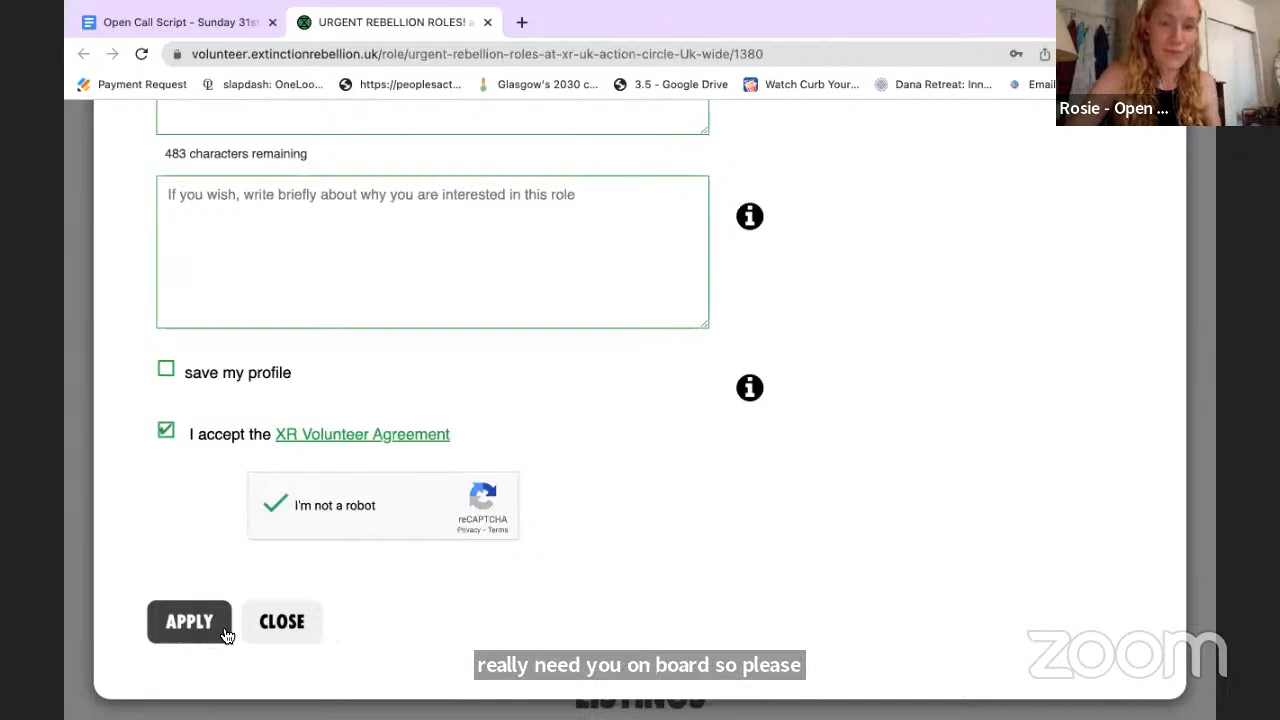 Open Call Script - Sunday 31st
URGENT REBELLION ROLES! a
volunteer.extinctionrebellion.uk/role/urgent-rebellion-roles-at-xr-uk-action-circle-Uk-wide/1380
Payment Request
slapdash: OneLoo...
https://peoplesact...
Glasgow's 2030 c...
3.5 - Google Drive
Watch Curb Your...
Dana Retreat: Inn...
Email
Rosie - Open ...
483 characters remaining
If you wish, write briefly about why you are interested in this role
save my profile
I accept the XR Volunteer Agreement
I'm not a robot
reCAPTCHA
Privacy - Terms
APPLY
CLOSE
really need you on board so please
zoom
LISTINGS